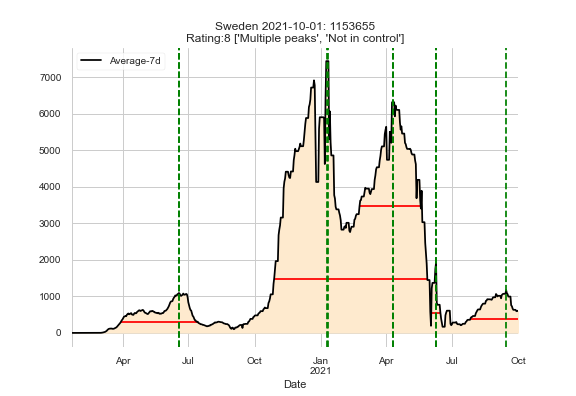 Sweden 2021-10-01: 1153655
Rating:8 ['Multiple peaks', 'Not in control']
Average-7d
7000
6000
5000
4000
3000
2000
1000
0
Apr Jul Oct Jan Apr Jul Oct
2021
Date